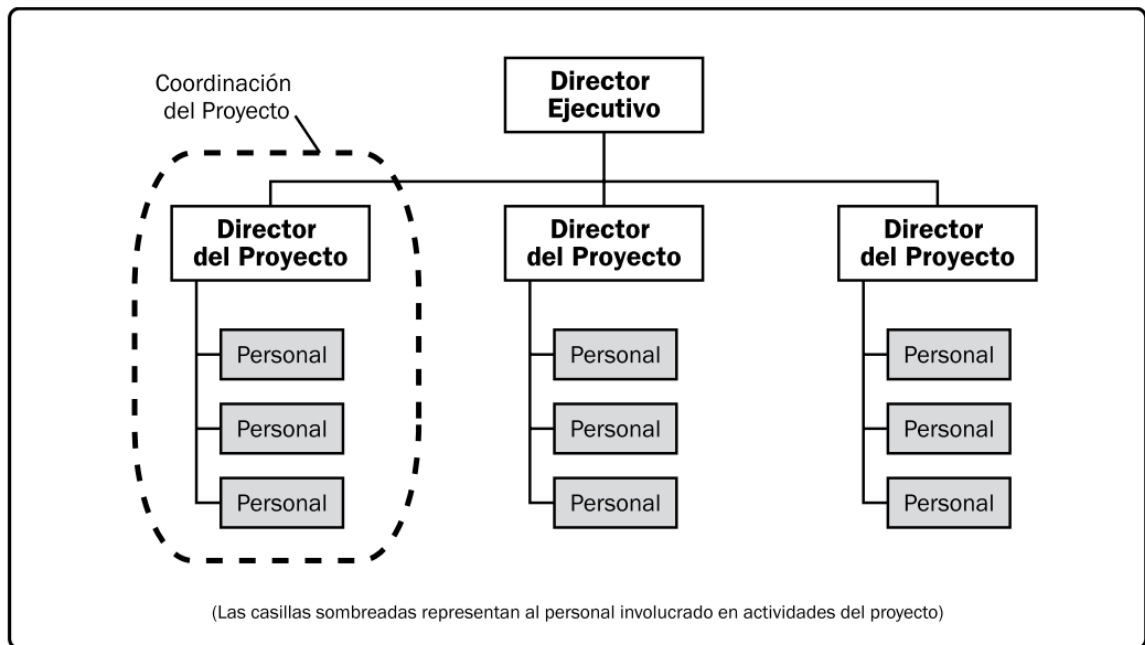 Coordinación
del Proyecto
Director
Ejecutivo
Director
del Proyecto
Director
del Proyecto
Director
del Proyecto
Personal
Personal
Personal
Personal
Personal
Personal
Personal
Personal
Personal
(Las casillas sombreadas representan al personal involucrado en actividades del proyecto)